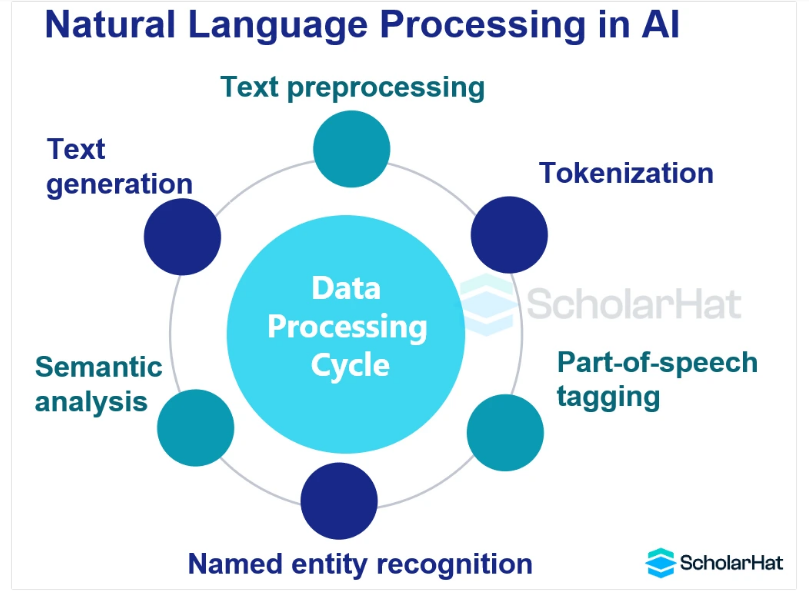 Natural Language Processing in AI
Text preprocessing
Tokenization
Part-of-speech
tagging
Named entity recognition
Semantic
analysis
Text
generation
Data
Processing
Cycle
ScholarHat
ScholarHat